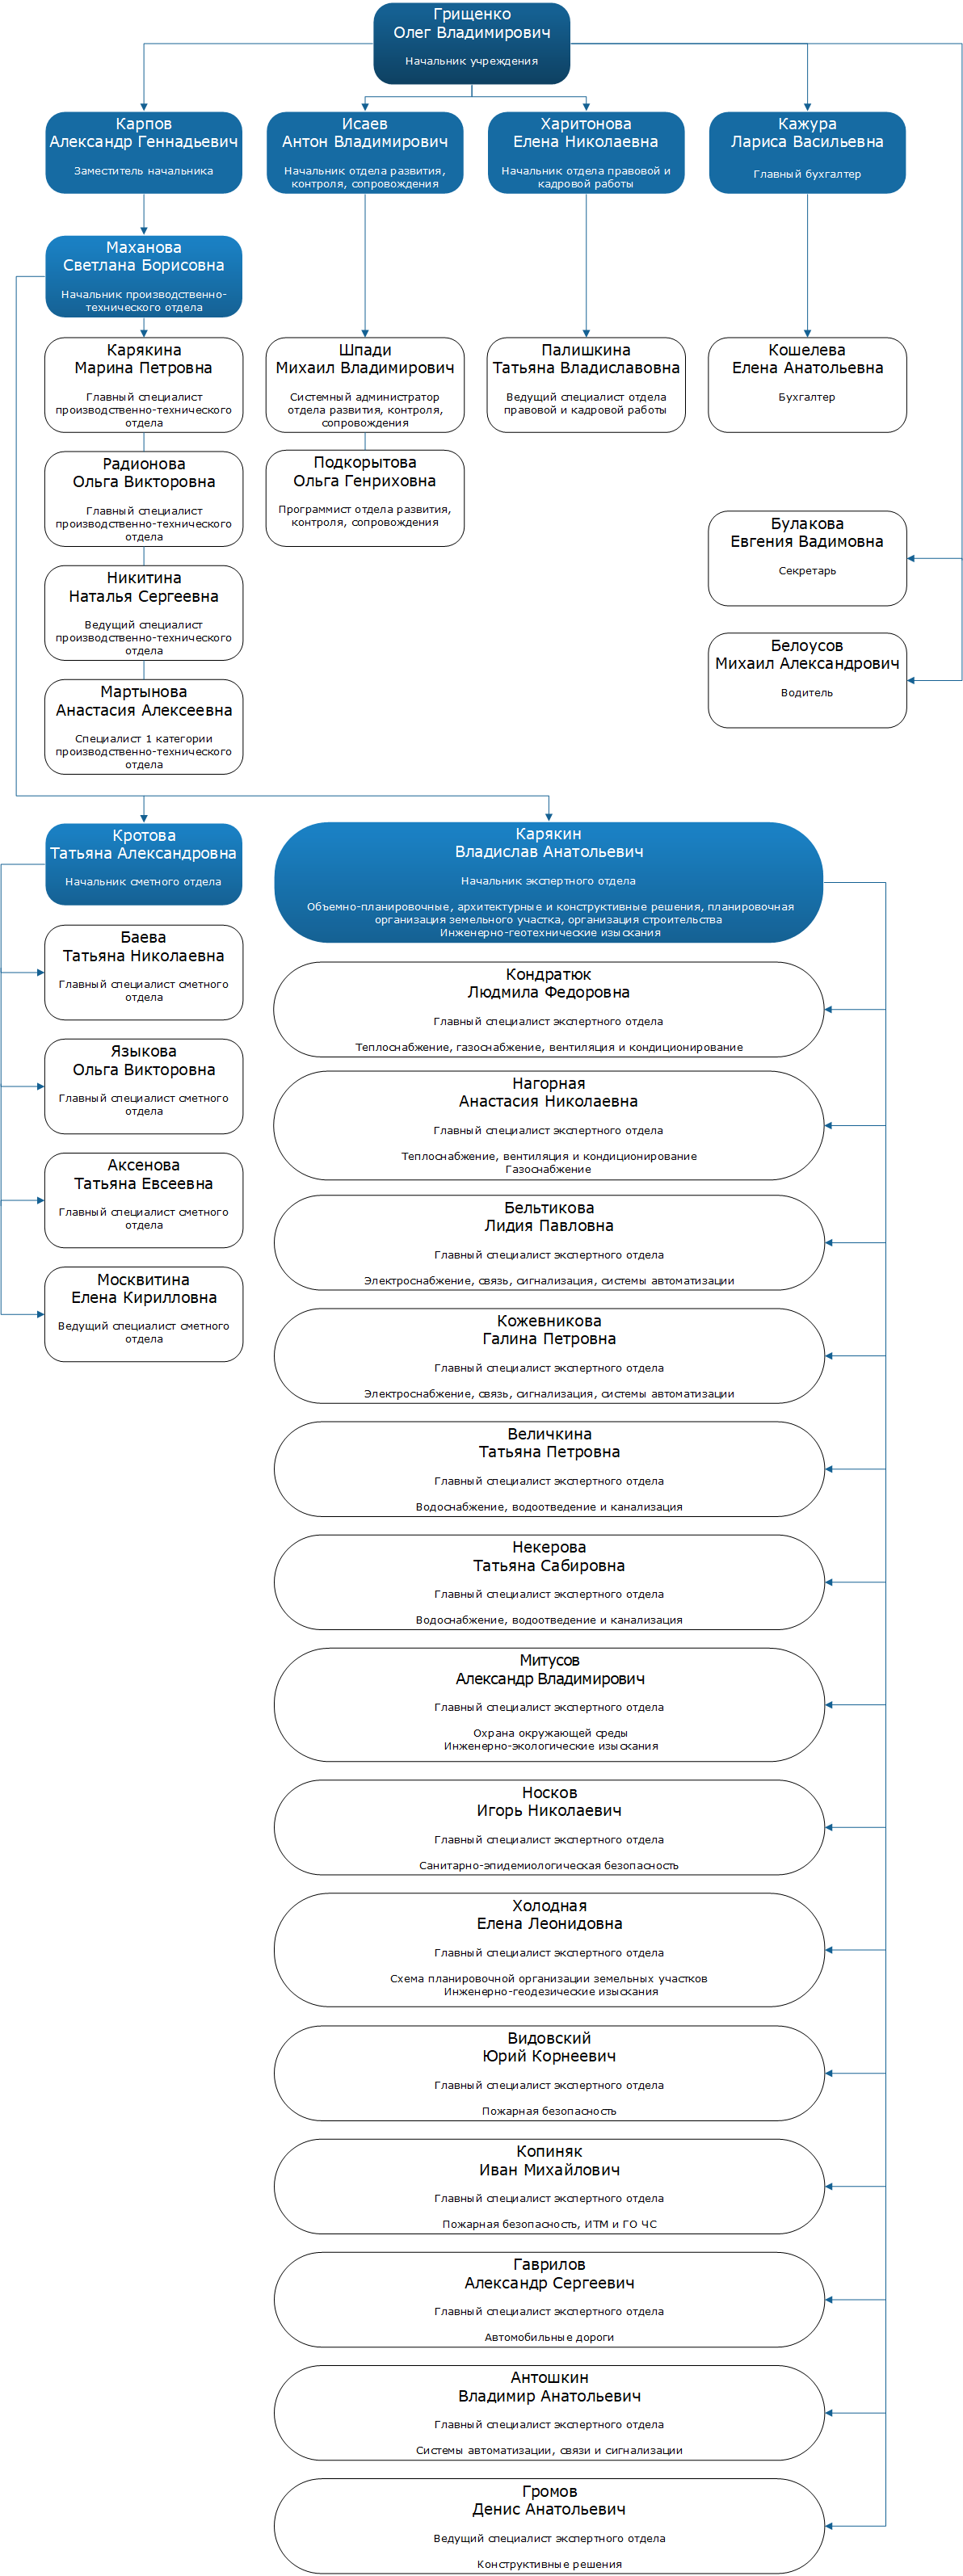 Грищенко
Олег Владимирович
Начальник учреждения
Карпов
Александр Геннадьевич
Заместитель начальника
Исаев
Антон Владимирович
Начальник отдела развития,
контроля, сопровождения
Харитонова
Елена Николаевна
Начальник отдела правовой и
кадровой работы
Кажура
Лариса Васильевна
Главный бухгалтер
Маханова
Светлана Борисовна
Начальник производственно-
технического отдела
Карякина
Марина Петровна
Главный специалист
производственно-технического
отдела
Шпади
Михаил Владимирович
Системный администратор
отдела развития, контроля,
сопровождения
Палишкина
Татьяна Владиславовна
Ведущий специалист отдела
правовой и кадровой работы
Кошелева
Елена Анатольевна
Бухгалтер
Радионова
Ольга Викторовна
Главный специалист
производственно-технического
отдела
Подкорытова
Ольга Генриховна
Программист отдела развития,
контроля, сопровождения
Булакова
Евгения Вадимовна
Секретарь
Никитина
Наталья Сергеевна
Ведущий специалист
производственно-технического
отдела
Белоусов
Михаил Александрович
Водитель
Мартынова
Анастасия Алексеевна
Специалист 1 категории
производственно-технического
отдела
Кротова
Татьяна Александровна
Начальник сметного отдела
Баева
Татьяна Николаевна
Главный специалист сметного
отдела
Языкова
Ольга Викторовна
Главный специалист сметного
отдела
Аксенова
Татьяна Евсеевна
Главный специалист сметного
отдела
Москвитина
Елена Кирилловна
Ведущий специалист сметного
отдела
Карякин
Владислав Анатольевич
Начальник экспертного отдела
Объемно-планировочные, архитектурные и конструктивные решения, планировочная
организация земельного участка, организация строительства
Инженерно-геотехнические изыскания
Кондратюк
Людмила Федоровна
Главный специалист экспертного отдела
Теплоснабжение, газоснабжение, вентиляция и кондиционирование
Нагорная
Анастасия Николаевна
Главный специалист экспертного отдела
Теплоснабжение, вентиляция и кондиционирование
Газоснабжение
Бельтикова
Лидия Павловна
Главный специалист экспертного отдела
Электроснабжение, связь, сигнализация, системы автоматизации
Кожевникова
Галина Петровна
Главный специалист экспертного отдела
Электроснабжение, связь, сигнализация, системы автоматизации
Величкина
Татьяна Петровна
Главный специалист экспертного отдела
Водоснабжение, водоотведение и канализация
Некерова
Татьяна Сабировна
Главный специалист экспертного отдела
Водоснабжение, водоотведение и канализация
Митусов
Александр Владимирович
Главный специалист экспертного отдела
Охрана окружающей среды
Инженерно-экологические изыскания
Носков
Игорь Николаевич
Главный специалист экспертного отдела
Санитарно-эпидемиологическая безопасность
Холодная
Елена Леонидовна
Главный специалист экспертного отдела
Схема планировочной организации земельных участков
Инженерно-геодезические изыскания
Видовский
Юрий Корнеевич
Главный специалист экспертного отдела
Пожарная безопасность
Копиняк
Иван Михайлович
Главный специалист экспертного отдела
Пожарная безопасность, ИТМ и ГО ЧС
Гаврилов
Александр Сергеевич
Главный специалист экспертного отдела
Автомобильные дороги
Антошкин
Владимир Анатольевич
Главный специалист экспертного отдела
Системы автоматизации, связи и сигнализации
Громов
Денис Анатольевич
Ведущий специалист экспертного отдела
Конструктивные решения